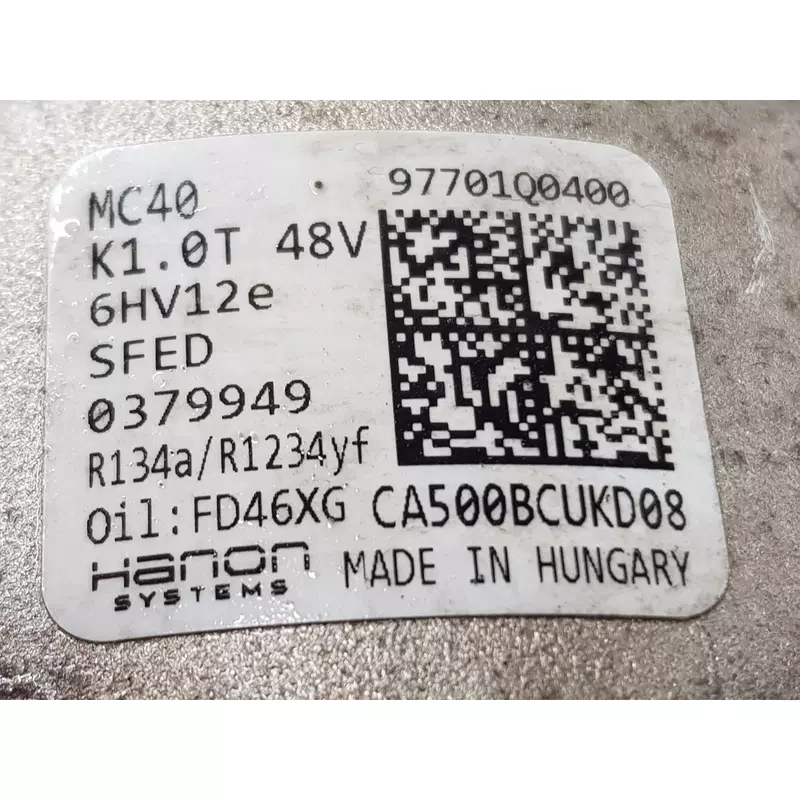 MC40
97701Q0400
K1.0T 48V
6HV12e
SFED
0379949
R134a/R1234yf
Oil:FD46XG CA500BCUKD08
Hanon
SYSTEMS
MADE IN HUNGARY